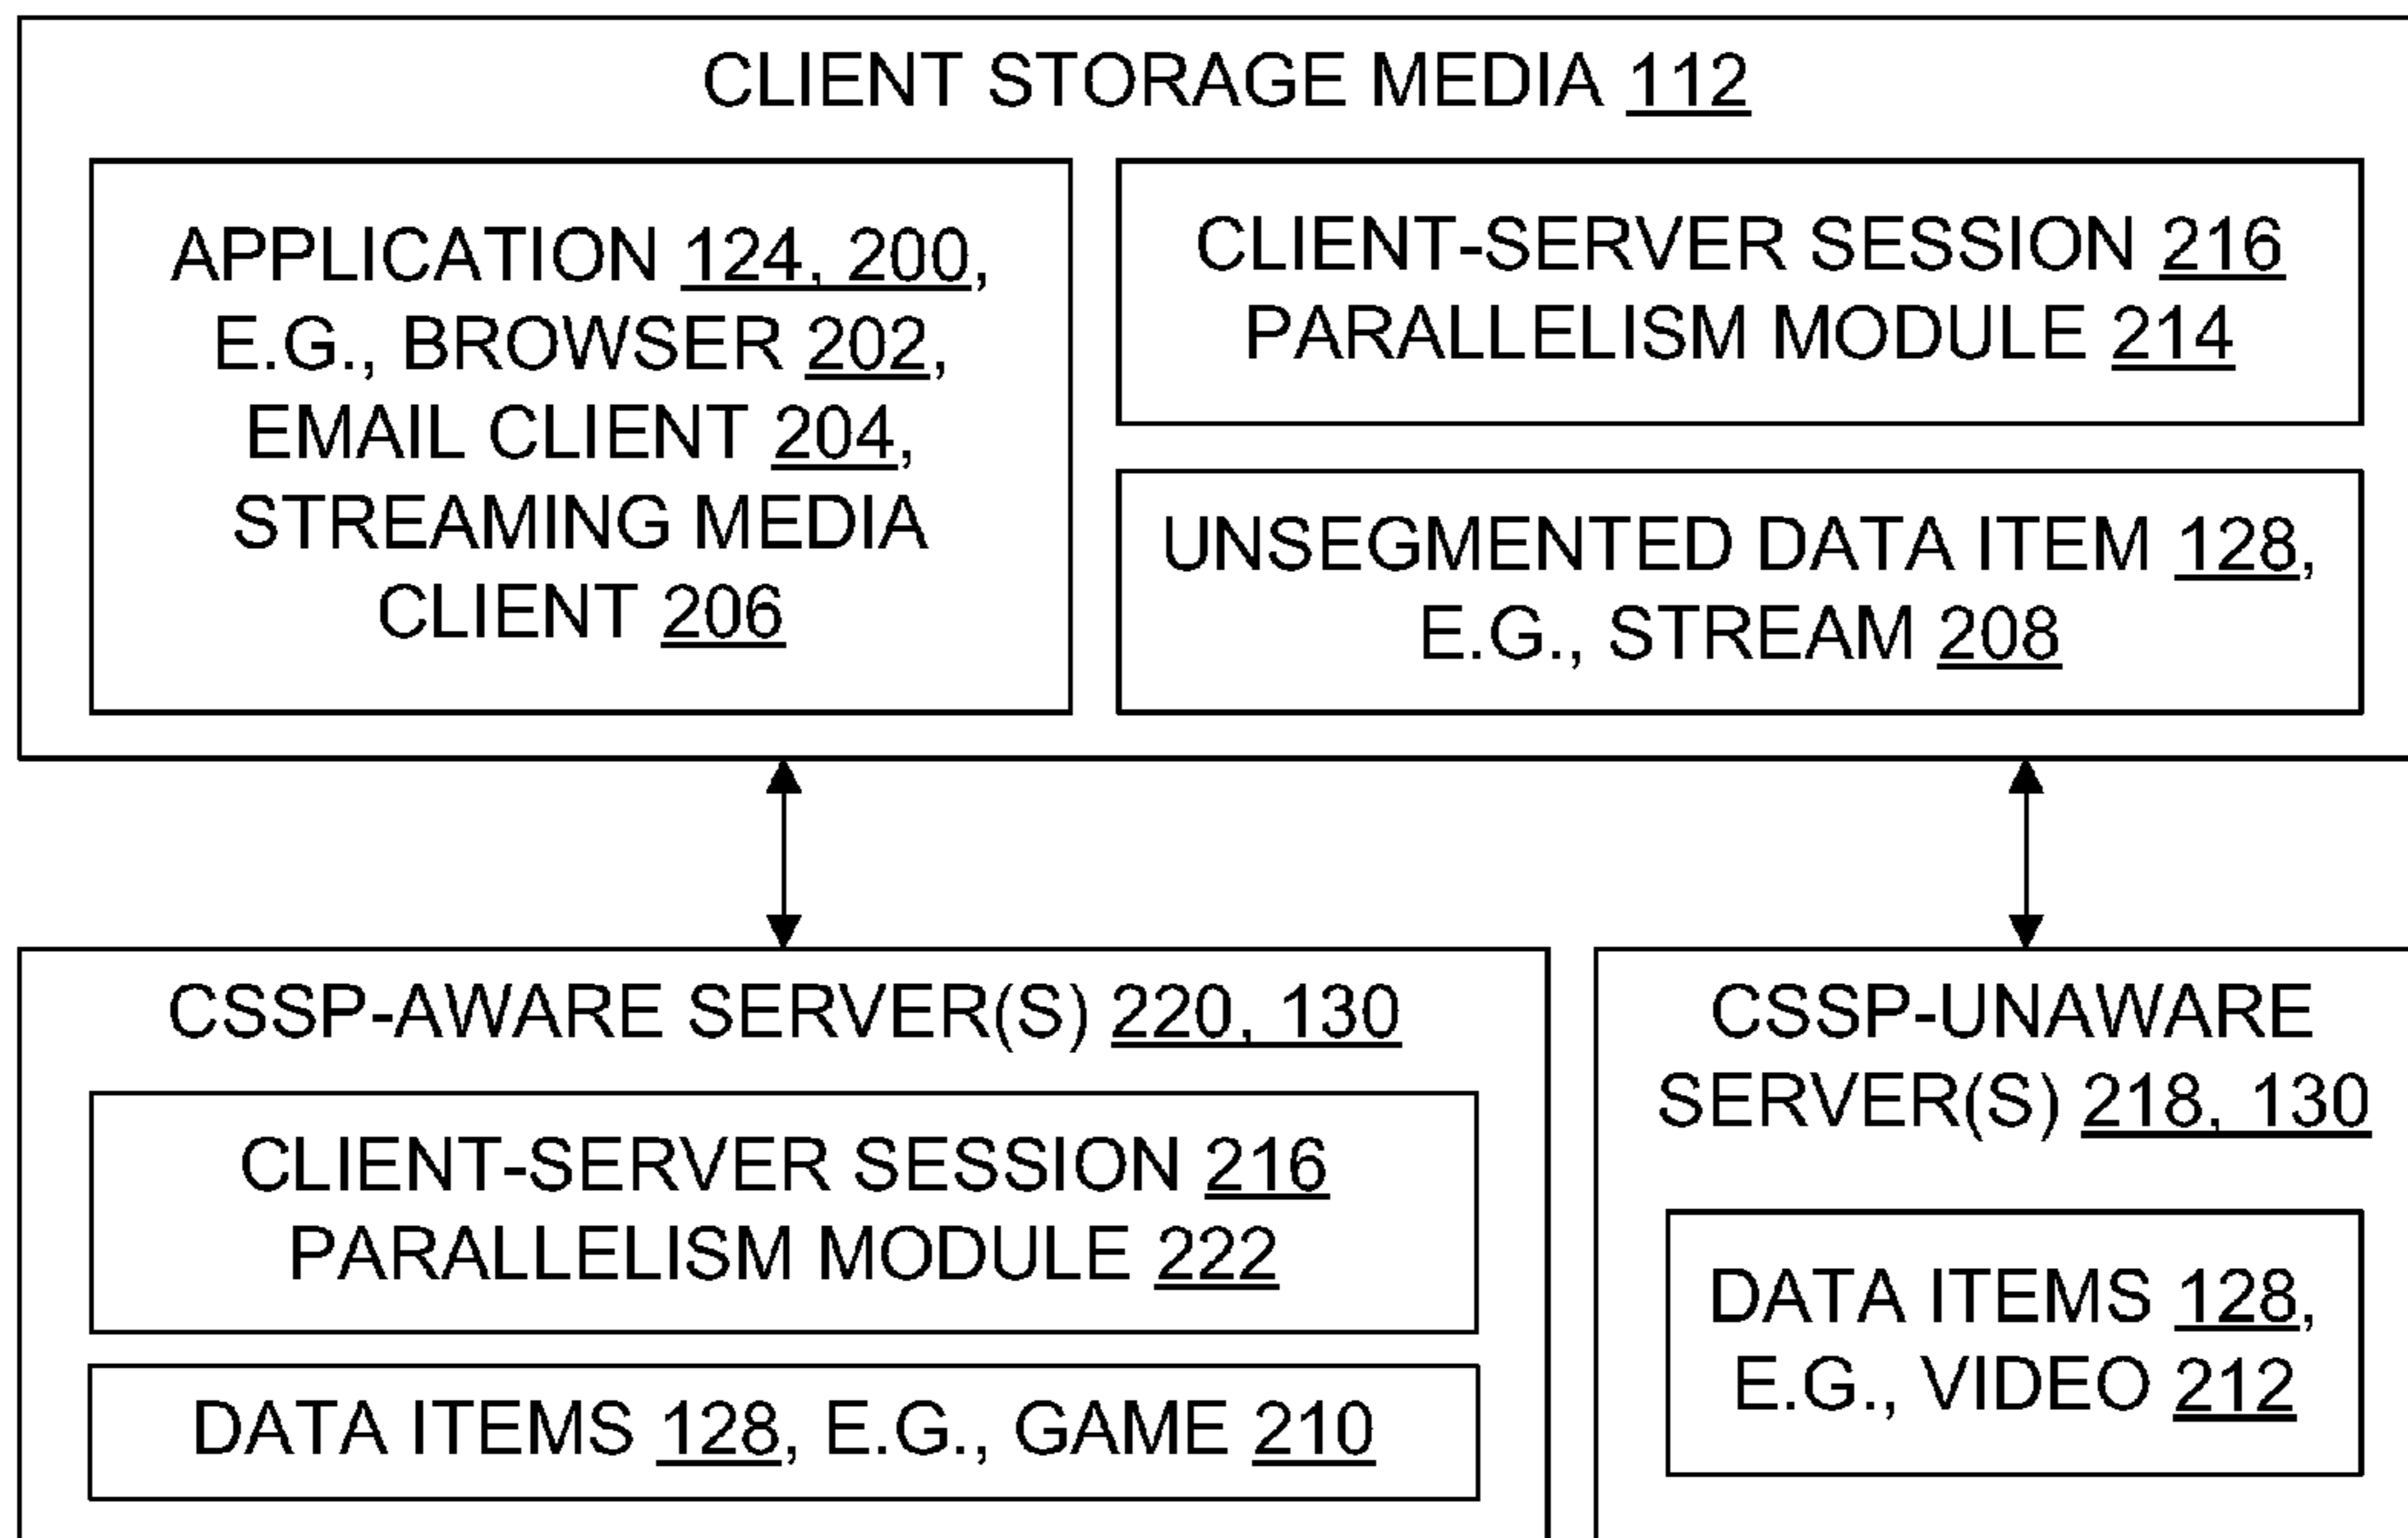 CLIENT STORAGE MEDIA 112
APPLICATION 124, 200,
E.G., BROWSER 202,
EMAIL CLIENT 204,
STREAMING MEDIA
CLIENT 206
CLIENT-SERVER SESSION 216
PARALLELISM MODULE 214
UNSEGMENTED DATA ITEM 128,
E.G., STREAM 208
CSSP-AWARE SERVER(S) 220, 130
CLIENT-SERVER SESSION 216
PARALLELISM MODULE 222
DATA ITEMS 128, E.G., GAME 210
CSSP-UNAWARE
SERVER(S) 218, 130
DATA ITEMS 128,
E.G., VIDEO 212